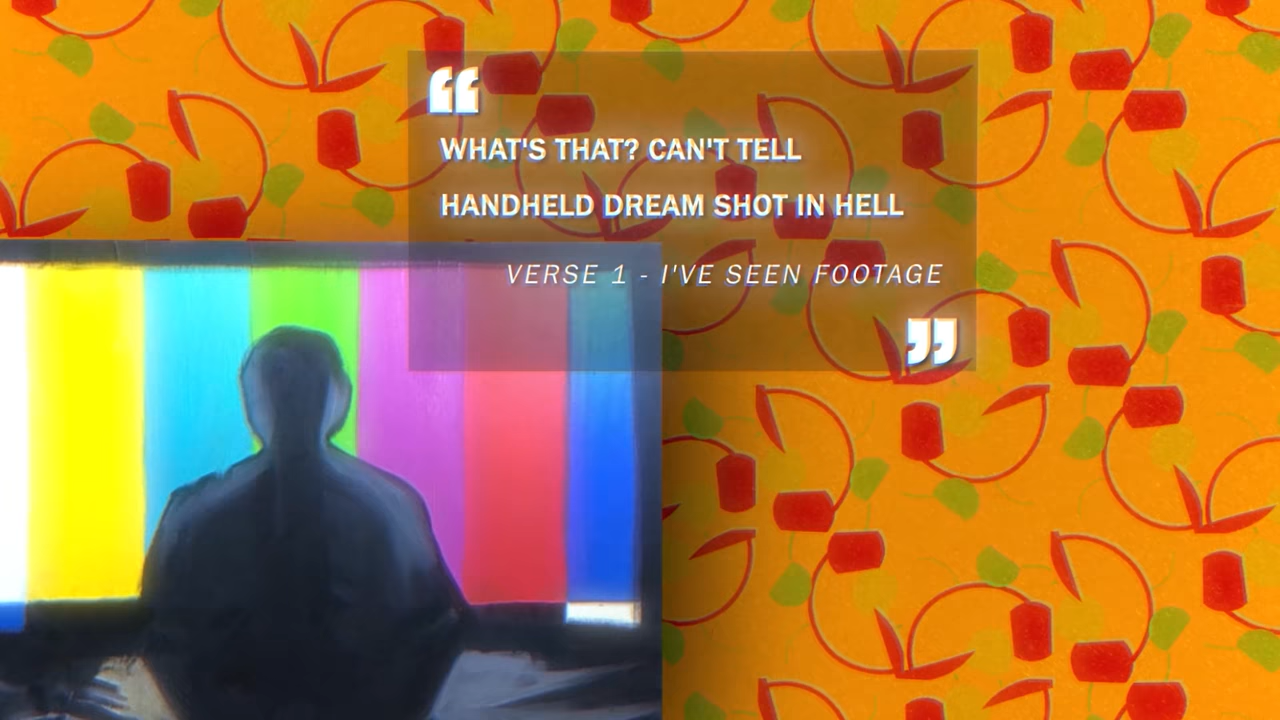 “
WHAT'S THAT? CAN'T TELL
HANDHELD DREAM SHOT IN HELL
VERSE 1 - I'VE SEEN FOOTAGE
”